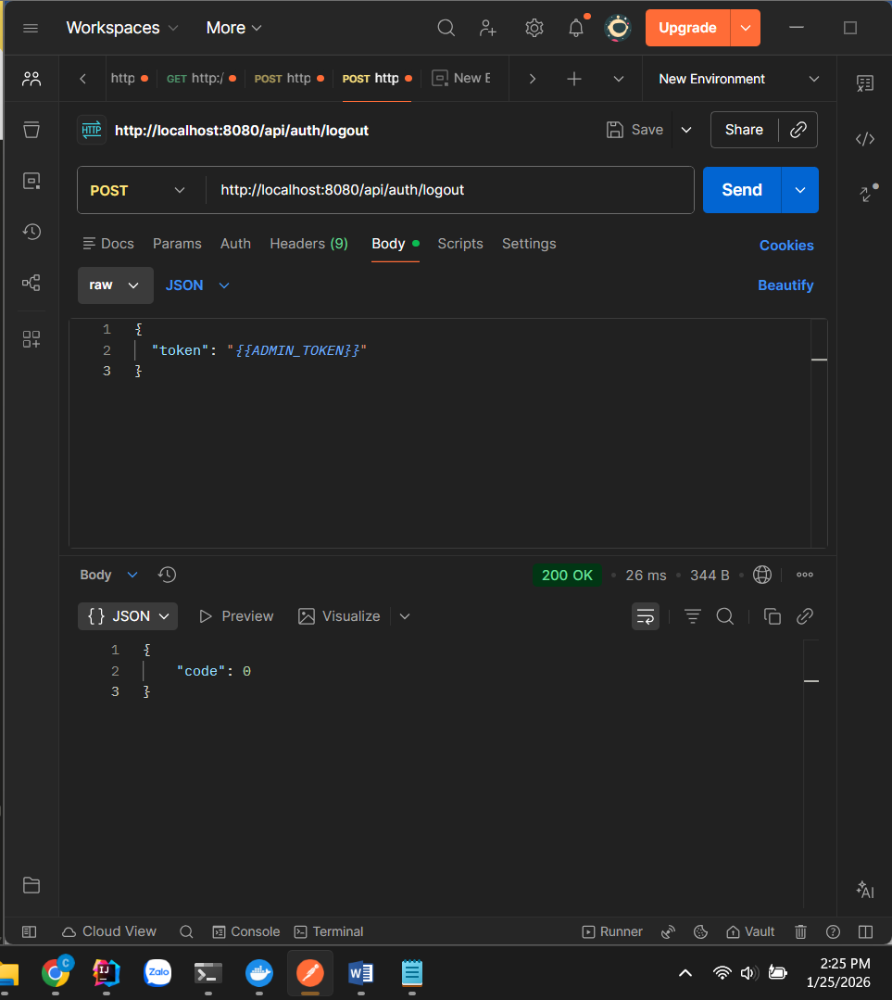 Workspaces More Upgrade
http GET http:/ POST http POST http New E New Environment
HTTP http://localhost:8080/api/auth/logout Save Share
POST http://localhost:8080/api/auth/logout Send
Docs Params Auth Headers (9) Body Scripts Settings Cookies
raw JSON Beautify
1 {
2 "token": "{{ADMIN_TOKEN}}"
3 }
Body 200 OK • 26 ms • 344 B
{} JSON Preview Visualize
1 {
2 "code": 0
3 }
AI
Cloud View Console Terminal Runner Vault
C IJ Zalo W
2:25 PM
1/25/2026